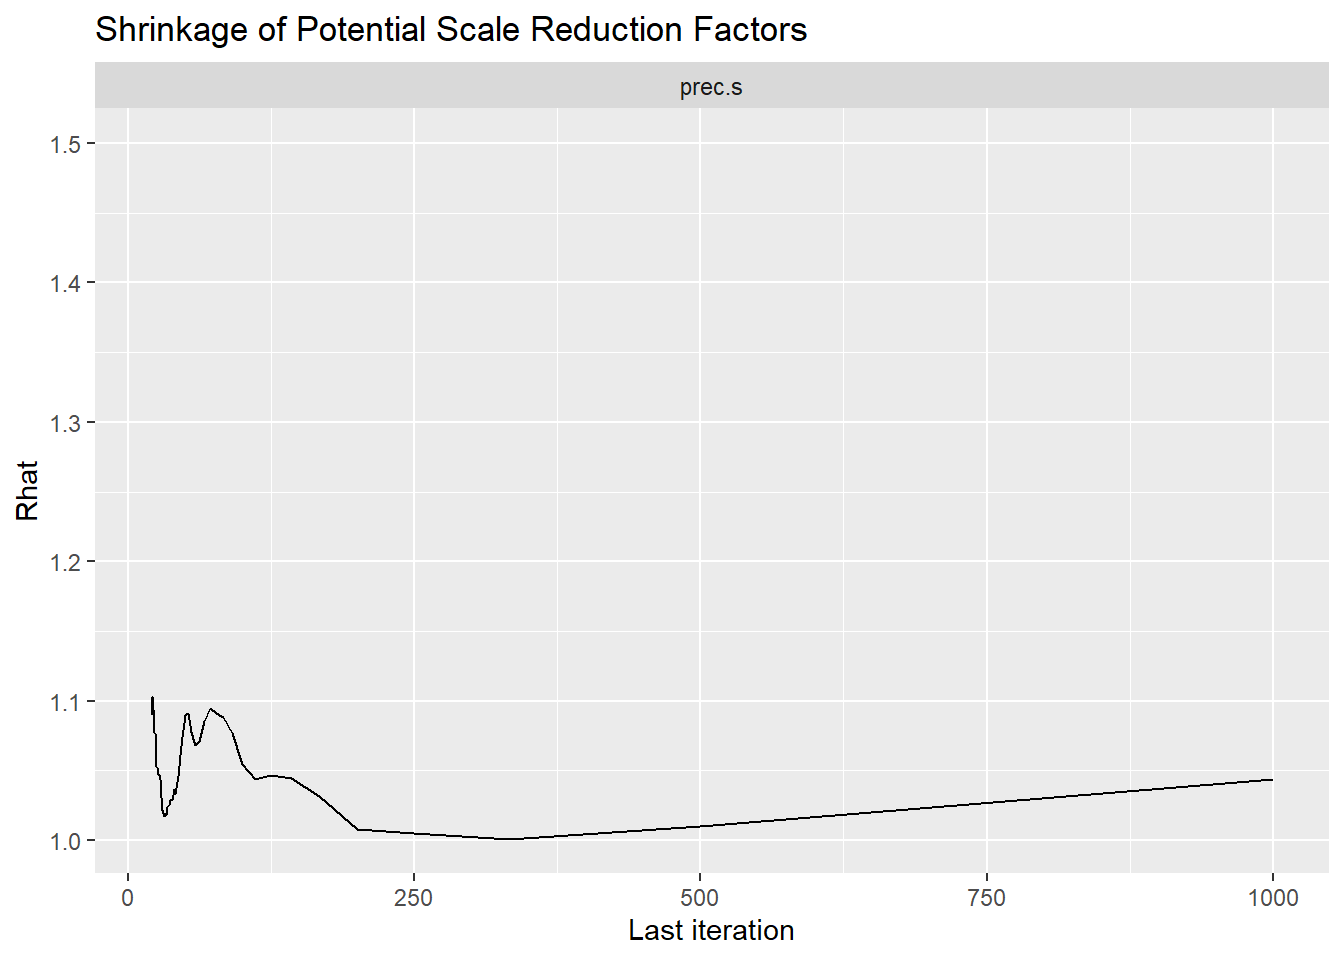 Shrinkage of Potential Scale Reduction Factors
prec.s
1.5
1.4
1.3
1.2
1.1
1.0
Rhat
0 250 500 750 1000
Last iteration